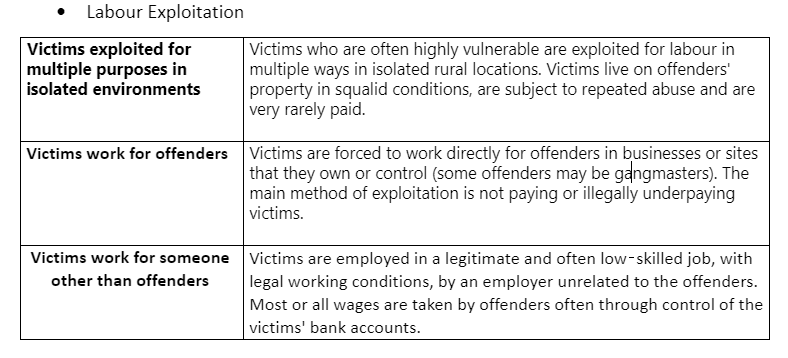 • Labour Exploitation
Victims exploited for
multiple purposes in
isolated environments
Victims who are often highly vulnerable are exploited for labour in
multiple ways in isolated rural locations. Victims live on offenders'
property in squalid conditions, are subject to repeated abuse and are
very rarely paid.
Victims work for offenders
Victims are forced to work directly for offenders in businesses or sites
that they own or control (some offenders may be gangmasters). The
main method of exploitation is not paying or illegally underpaying
victims.
Victims work for someone
other than offenders
Victims are employed in a legitimate and often low-skilled job, with
legal working conditions, by an employer unrelated to the offenders.
Most or all wages are taken by offenders often through control of the
victims' bank accounts.